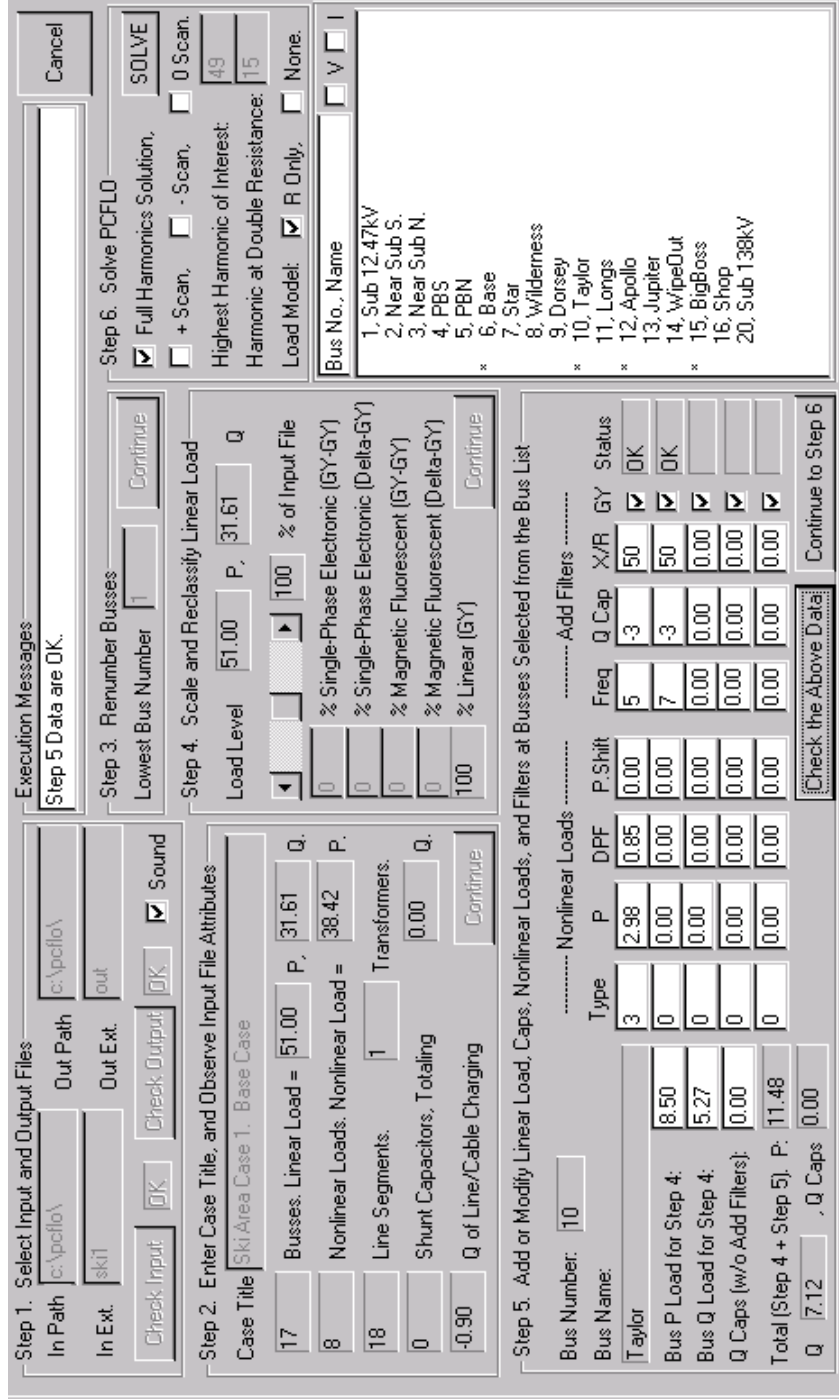 Step 1. Select Input and Output Files
In Path c:\pcflo\ Out Path c:\pcflo\
In Ext. ski1 Out Ext. out
Check Input OK Check Output OK Sound
Execution Messages
Step 5 Data are OK.
Cancel
Step 2. Enter Case Title, and Observe Input File Attributes
Case Title Ski Area Case 1. Base Case
17 Busses. Linear Load = 51.00 P, 31.61 Q.
8 Nonlinear Loads. Nonlinear Load = 38.42 P.
18 Line Segments. 1 Transformers.
0 Shunt Capacitors, Totaling 0.00 Q.
-0.90 Q of Line/Cable Charging
Continue
Step 3. Renumber Busses
Lowest Bus Number 1 Continue
Step 4. Scale and Reclassify Linear Load
Load Level 51.00 P, 31.61 Q
100 % of Input File
0 % Single-Phase Electronic (GY-GY)
0 % Single-Phase Electronic (Delta-GY)
0 % Magnetic Fluorescent (GY-GY)
0 % Magnetic Fluorescent (Delta-GY)
100 % Linear (GY)
Continue
Step 6. Solve PCFLO
Full Harmonics Solution, SOLVE
+ Scan, - Scan, 0 Scan.
Highest Harmonic of Interest: 49
Harmonic at Double Resistance: 15
Load Model: R Only, None.
Bus No., Name V I
1, Sub 12.47kV
2, Near Sub S.
3, Near Sub N.
4, PBS
5, PBN
* 6, Base
7, Star
8, Wilderness
9, Dorsey
* 10, Taylor
11, Longs
* 12, Apollo
13, Jupiter
14, WipeOut
* 15, BigBoss
16, Shop
20, Sub 138kV
Step 5. Add or Modify Linear Load, Caps, Nonlinear Loads, and Filters at Busses Selected from the Bus List
Bus Number: 10 ---------- Nonlinear Loads ---------- ---------- Add Filters ----------
Bus Name: Type P DPF P.Shift Freq Q Cap X/R GY Status
Taylor 3 2.98 0.85 0.00 5 -3 50 OK
Bus P Load for Step 4: 8.50 0 0.00 0.00 0.00 7 -3 50 OK
Bus Q Load for Step 4: 5.27 0 0.00 0.00 0.00 0.00 0.00 0.00
Q Caps (w/o Add Filters): 0.00 0 0.00 0.00 0.00 0.00 0.00 0.00
Total (Step 4 + Step 5). P: 11.48 0 0.00 0.00 0.00 0.00 0.00 0.00
Q 7.12 , Q Caps 0.00 Check the Above Data Continue to Step 6